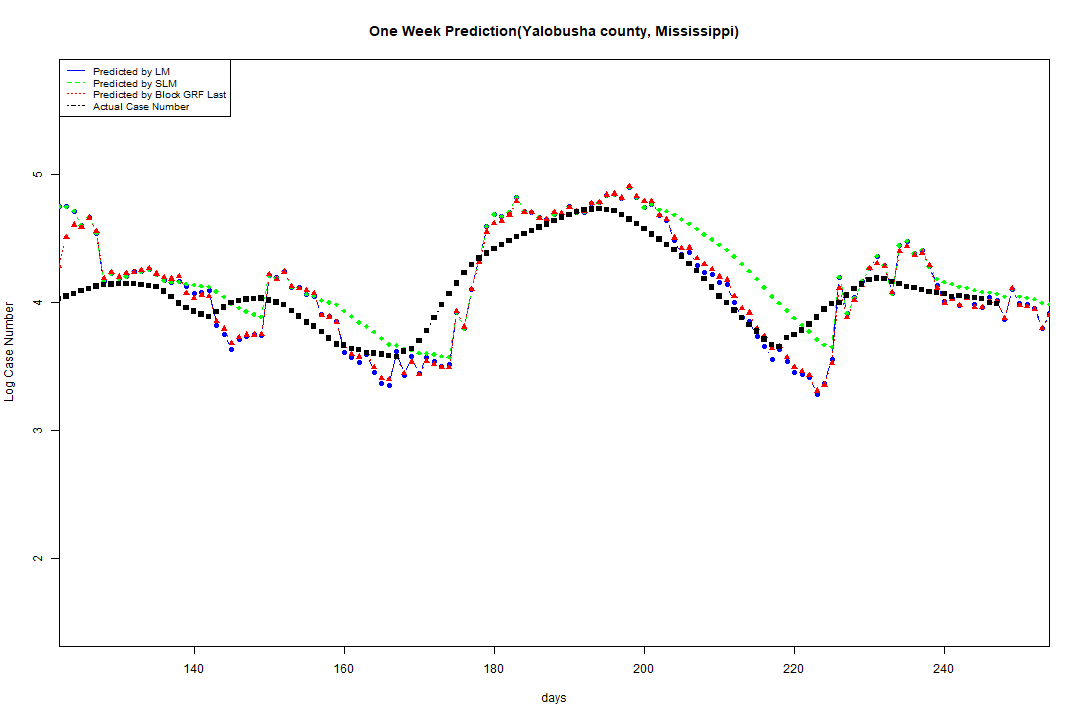 One Week Prediction(Yalobusha county, Mississippi)
Predicted by LM
Predicted by SLM
Predicted by Block GRF Last
Actual Case Number
5
4
3
2
Log Case Number
140 160 180 200 220 240
days